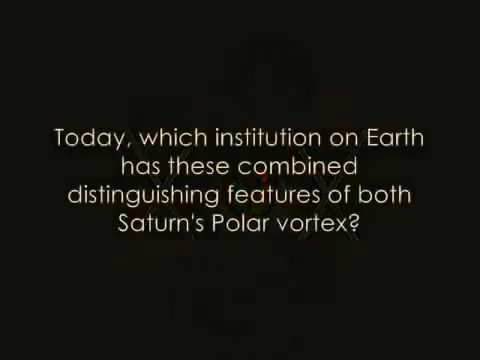 Today, which institution on Earth
has these combined
distinguishing features of both
Saturn's Polar vortex?